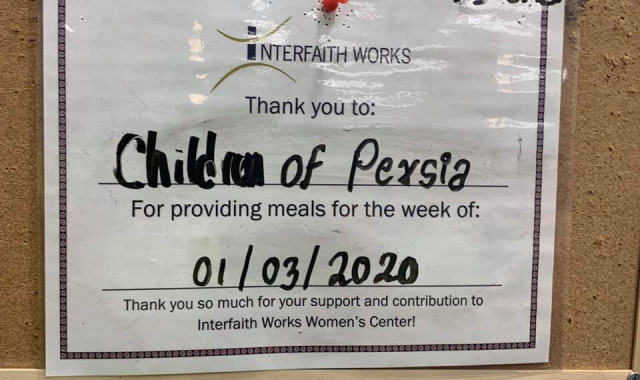 INTERFAITH WORKS
Thank you to:
Children of Persia
For providing meals for the week of:
01/03/2020
Thank you so much for your support and contribution to
Interfaith Works Women's Center!